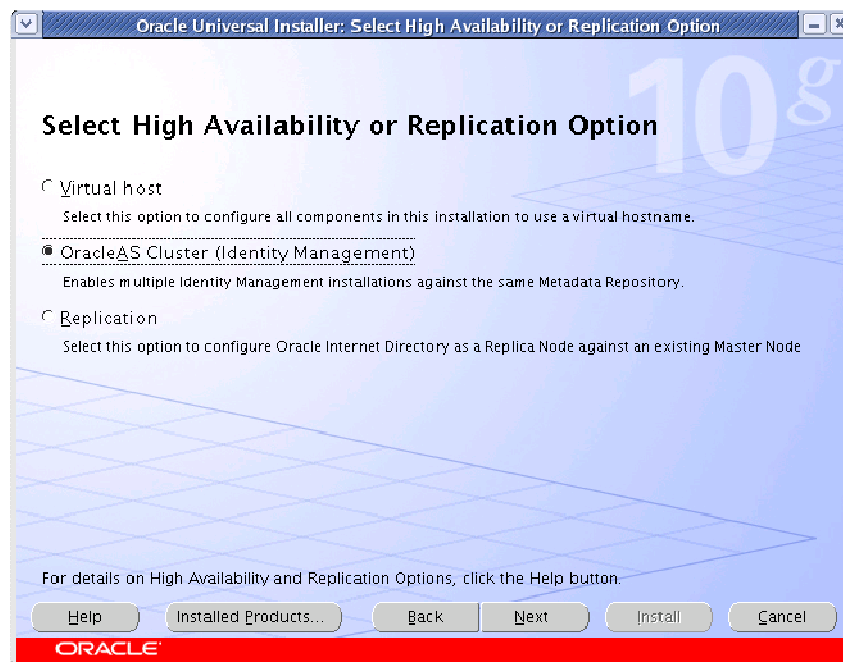 Oracle Universal Installer: Select High Availability or Replication Option
10g
Select High Availability or Replication Option
Virtual host
Select this option to configure all components in this installation to use a virtual hostname.
OracleAS Cluster (Identity Management)
Enables multiple Identity Management installations against the same Metadata Repository.
Replication
Select this option to configure Oracle Internet Directory as a Replica Node against an existing Master Node
For details on High Availability and Replication Options, click the Help button.
Help Installed Products... Back Next Install Cancel
ORACLE